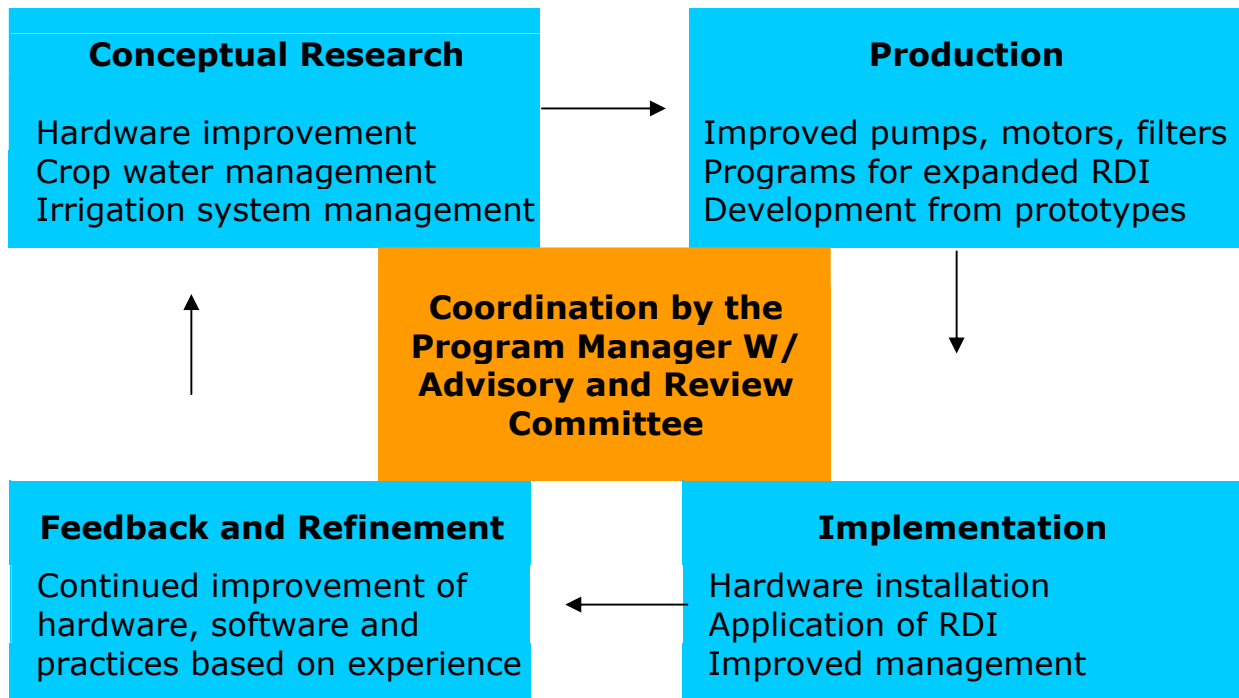 Conceptual Research
Hardware improvement
Crop water management
Irrigation system management
Production
Improved pumps, motors, filters
Programs for expanded RDI
Development from prototypes
Coordination by the
Program Manager W/
Advisory and Review
Committee
Feedback and Refinement
Continued improvement of
hardware, software and
practices based on experience
Implementation
Hardware installation
Application of RDI
Improved management